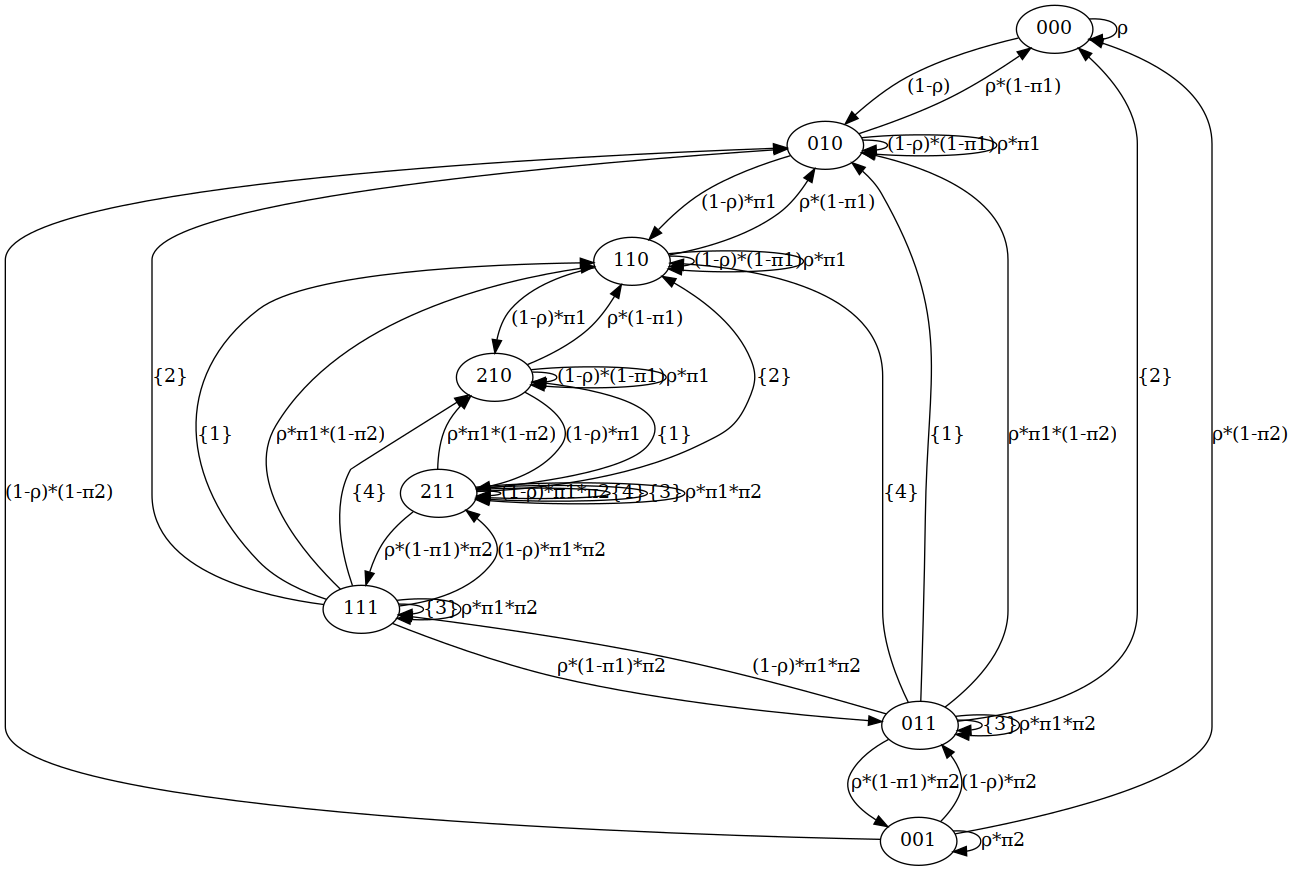 000
ρ
(1-ρ)
ρ*(1-π1)
010
(1-ρ)*(1-π1)
ρ*π1
(1-ρ)*π1
ρ*(1-π1)
110
(1-ρ)*(1-π1)
ρ*π1
(1-ρ)*π1
ρ*(1-π1)
{2}
210
(1-ρ)*(1-π1)
ρ*π1
{2}
{2}
{1}
ρ*π1*(1-π2)
ρ*π1*(1-π2)
(1-ρ)*π1
{1}
{1}
ρ*π1*(1-π2)
ρ*(1-π2)
(1-ρ)*(1-π2)
{4}
211
(1-ρ)*π1*π2
{4}
{3}
ρ*π1*π2
{4}
ρ*(1-π1)*π2
(1-ρ)*π1*π2
111
{3}
ρ*π1*π2
ρ*(1-π1)*π2
(1-ρ)*π1*π2
011
{3}
ρ*π1*π2
ρ*(1-π1)*π2
(1-ρ)*π2
001
ρ*π2